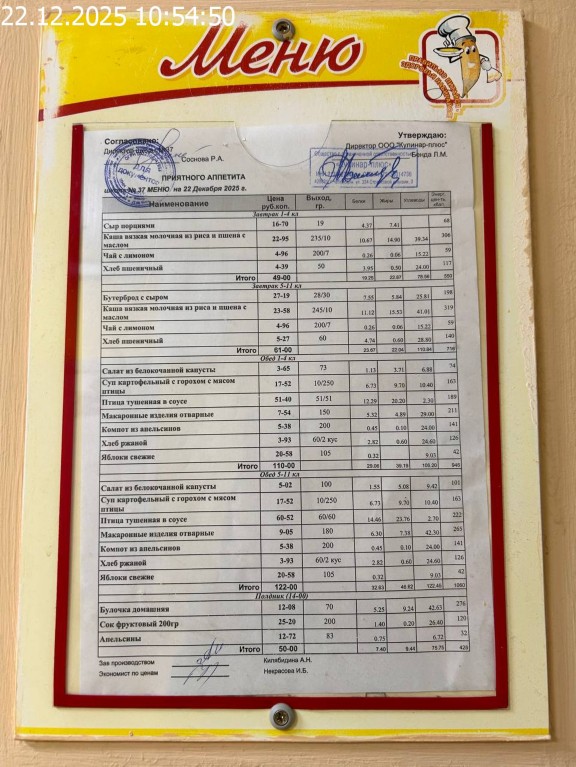 22.12.2025 10:54:50
Меню
Согласовано: Утверждаю:
Директор ООО "Кулинар-плюс"
Соснова Р.А. Бенда Л.М.
ПРИЯТНОГО АППЕТИТА
№ 37 МЕНЮ на 22 Декабря 2025 г.
Наименование Цена руб.коп. Выход, гр. Белки Жиры Углеводы
Завтрак 1-4 кл
Сыр порциями 16-70 19 4.37 7.41 68
Каша вязкая молочная из риса и пшена с маслом 22-95 235/10 10.67 14.90 39.34 306
Чай с лимоном 4-96 200/7 0.26 0.06 15.22 59
Хлеб пшеничный 4-39 50 3.95 0.50 24.00 117
Итого 49-00
Завтрак 5-11 кл
Бутерброд с сыром 27-19 28/30 7.55 5.84 25.81 198
Каша вязкая молочная из риса и пшена с маслом 23-58 245/10 11.12 15.53 41.01 319
Чай с лимоном 4-96 200/7 0.26 0.06 15.22 59
Хлеб пшеничный 5-27 60 4.74 0.60 28.80 140
Итого 61-00
Обед 1-4 кл
Салат из белокочанной капусты 3-65 73 1.13 3.71 6.88 74
Суп картофельный с горохом с мясом птицы 17-52 10/250 6.73 9.70 10.40 163
Птица тушенная в соусе 51-40 51/51 12.29 20.20 2.30 189
Макаронные изделия отварные 7-54 150 5.32 4.89 29.00 211
Компот из апельсинов 5-38 200 0.45 0.10 24.00 141
Хлеб ржаной 3-93 60/2 кус 2.82 0.60 24.60 126
Яблоки свежие 20-58 105 0.32 9.03 42
Итого 110-00
Обед 5-11 кл
Салат из белокочанной капусты 5-02 100 1.55 5.08 9.42 101
Суп картофельный с горохом с мясом птицы 17-52 10/250 6.73 9.70 10.40 163
Птица тушенная в соусе 60-52 60/60 14.46 23.76 2.70 222
Макаронные изделия отварные 9-05 180 6.30 7.38 42.30 265
Компот из апельсинов 5-38 200 0.45 0.10 24.00 141
Хлеб ржаной 3-93 60/2 кус 2.82 0.60 24.60 126
Яблоки свежие 20-58 105 0.32 9.03 42
Итого 122-00
Полдник (14-00)
Булочка домашняя 12-08 70 5.25 9.24 42.63 276
Сок фруктовый 200гр 25-20 200 1.40 0.20 26.40 120
Апельсины 12-72 83 0.75 6.72 32
Итого 50-00 7.40 9.44 75.75 428
Зав производством Килябидина А.Н.
Экономист по ценам Некрасова И.Б.